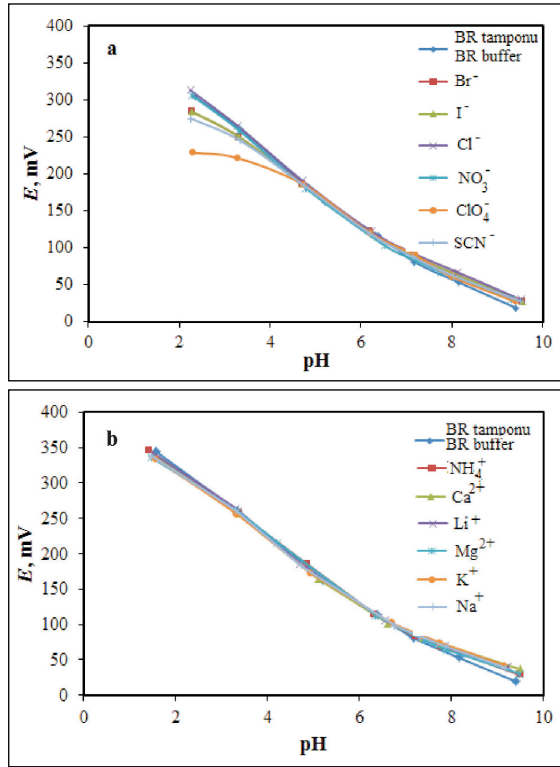 a
BR tamponu
BR buffer
Br⁻
I⁻
Cl⁻
NO₃⁻
ClO₄⁻
SCN⁻
400
350
300
250
200
150
100
50
0
E, mV
0 2 4 6 8 10
pH
b
BR tamponu
BR buffer
NH₄⁺
Ca²⁺
Li⁺
Mg²⁺
K⁺
Na⁺
400
350
300
250
200
150
100
50
0
E, mV
0 2 4 6 8 10
pH